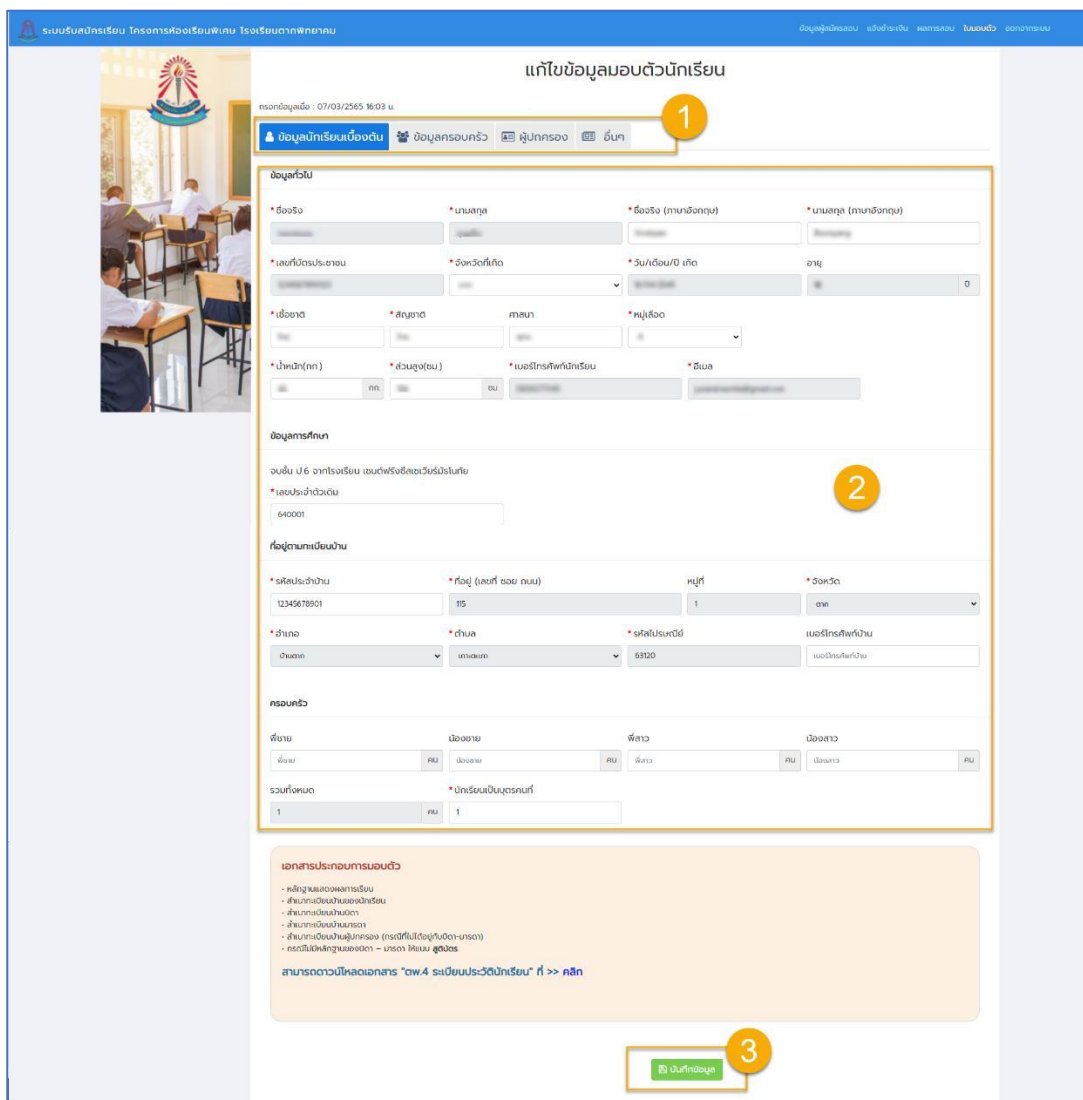 ระบบรับสมัครเรียน โครงการห้องเรียนพิเศษ โรงเรียนตากพิทยาคม
ข้อมูลผู้สมัครสอบ แจ้งชำระเงิน ผลการสอบ ใบมอบตัว ออกจากระบบ
แก้ไขข้อมูลมอบตัวนักเรียน
กรอกข้อมูลเมื่อ : 07/03/2565 16:03 น.
1
ข้อมูลนักเรียนเบื้องต้น ข้อมูลครอบครัว ผู้ปกครอง อื่นๆ
ข้อมูลทั่วไป
* ชื่อจริง * นามสกุล * ชื่อจริง (ภาษาอังกฤษ) * นามสกุล (ภาษาอังกฤษ)
* เลขที่บัตรประชาชน * จังหวัดที่เกิด * วัน/เดือน/ปี เกิด อายุ
ปี
* เชื้อชาติ * สัญชาติ ศาสนา * หมู่เลือด
* น้ำหนัก(กก.) * ส่วนสูง(ซม.) * เบอร์โทรศัพท์นักเรียน * อีเมล
กก. ซม.
ข้อมูลการศึกษา
จบชั้น ป.6 จากโรงเรียน เซนต์ฟรังซีสเซเวียร์มัธโนทัย
2
* เลขประจำตัวเดิม
640001
ที่อยู่ตามทะเบียนบ้าน
* รหัสประจำบ้าน * ที่อยู่ (เลขที่ ซอย ถนน) หมู่ที่ * จังหวัด
12345678901 115 1 ตาก
* อำเภอ * ตำบล * รหัสไปรษณีย์ เบอร์โทรศัพท์บ้าน
บ้านตาก เกาะตะเภา 63120 เบอร์โทรศัพท์บ้าน
ครอบครัว
พี่ชาย น้องชาย พี่สาว น้องสาว
พี่ชาย คน น้องชาย คน พี่สาว คน น้องสาว คน
รวมทั้งหมด * นักเรียนเป็นบุตรคนที่
1 คน 1
เอกสารประกอบการมอบตัว
- หลักฐานแสดงผลการเรียน
- สำเนาทะเบียนบ้านของนักเรียน
- สำเนาทะเบียนบ้านบิดา
- สำเนาทะเบียนบ้านมารดา
- สำเนาทะเบียนบ้านผู้ปกครอง (กรณีที่ไม่ได้อยู่กับบิดา-มารดา)
- กรณีไม่มีหลักฐานของบิดา – มารดา ให้แนบ สูติบัตร
สามารถดาวน์โหลดเอกสาร "ตพ.4 ระเบียนประวัตินักเรียน" ที่ >> คลิก
3
บันทึกข้อมูล